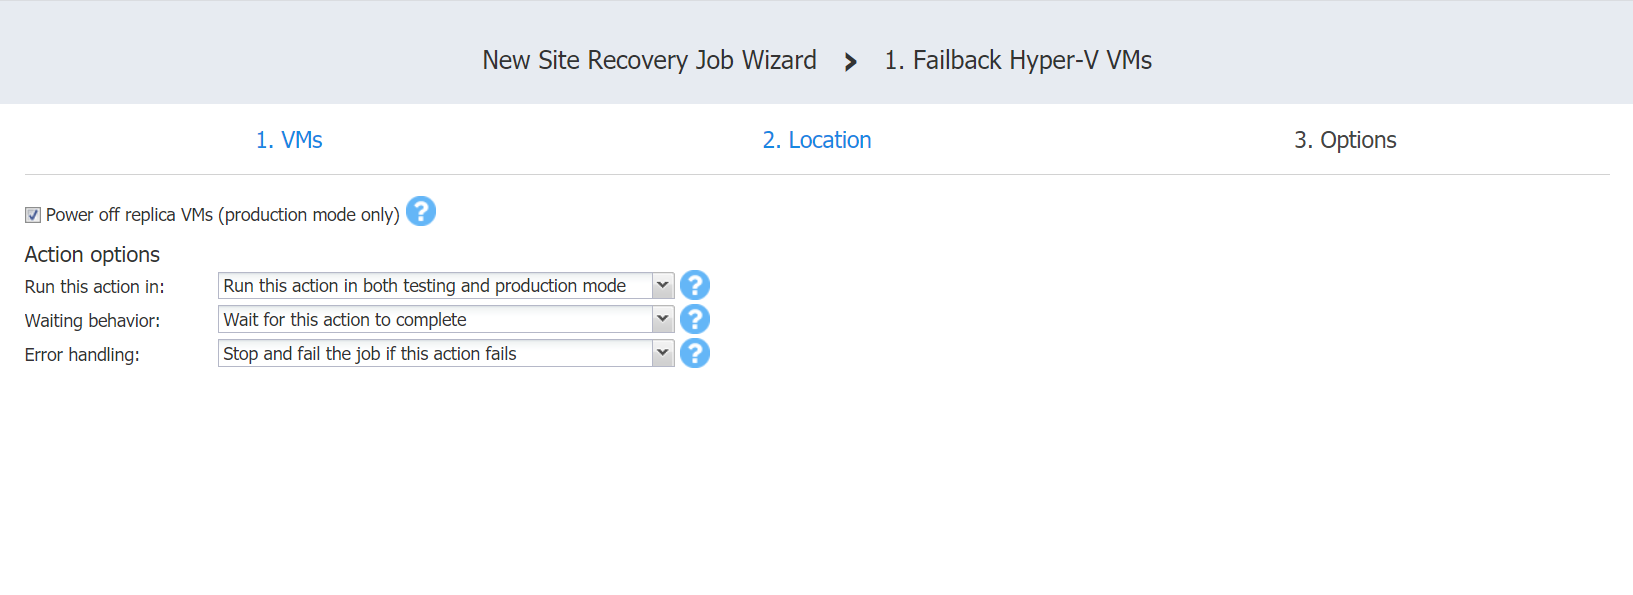 New Site Recovery Job Wizard > 1. Failback Hyper-V VMs
1. VMs 2. Location 3. Options
Power off replica VMs (production mode only) ?
Action options
Run this action in: Run this action in both testing and production mode ?
Waiting behavior: Wait for this action to complete ?
Error handling: Stop and fail the job if this action fails ?